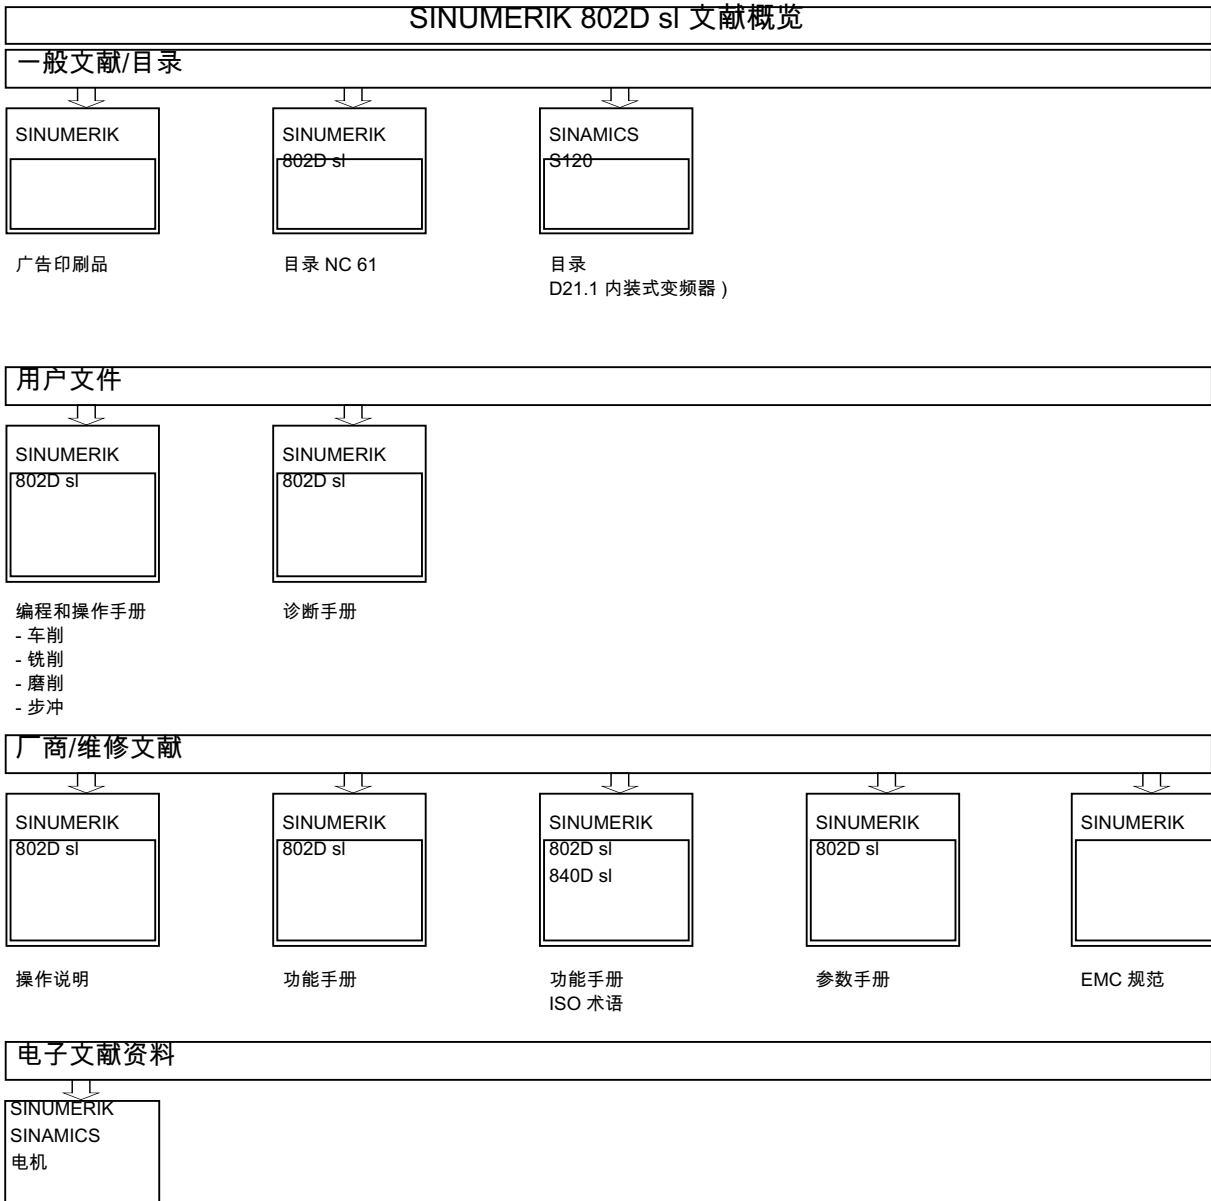 SINUMERIK 802D sl 文献概览
一般文献/目录
SINUMERIK
SINUMERIK
802D sl
SINAMICS
S120
广告印刷品
目录 NC 61
目录
D21.1 内装式变频器 )
用户文件
SINUMERIK
802D sl
SINUMERIK
802D sl
编程和操作手册
- 车削
- 铣削
- 磨削
- 步冲
诊断手册
厂商/维修文献
SINUMERIK
802D sl
SINUMERIK
802D sl
SINUMERIK
802D sl
840D sl
SINUMERIK
802D sl
SINUMERIK
操作说明
功能手册
功能手册
ISO 术语
参数手册
EMC 规范
电子文献资料
SINUMERIK
SINAMICS
电机